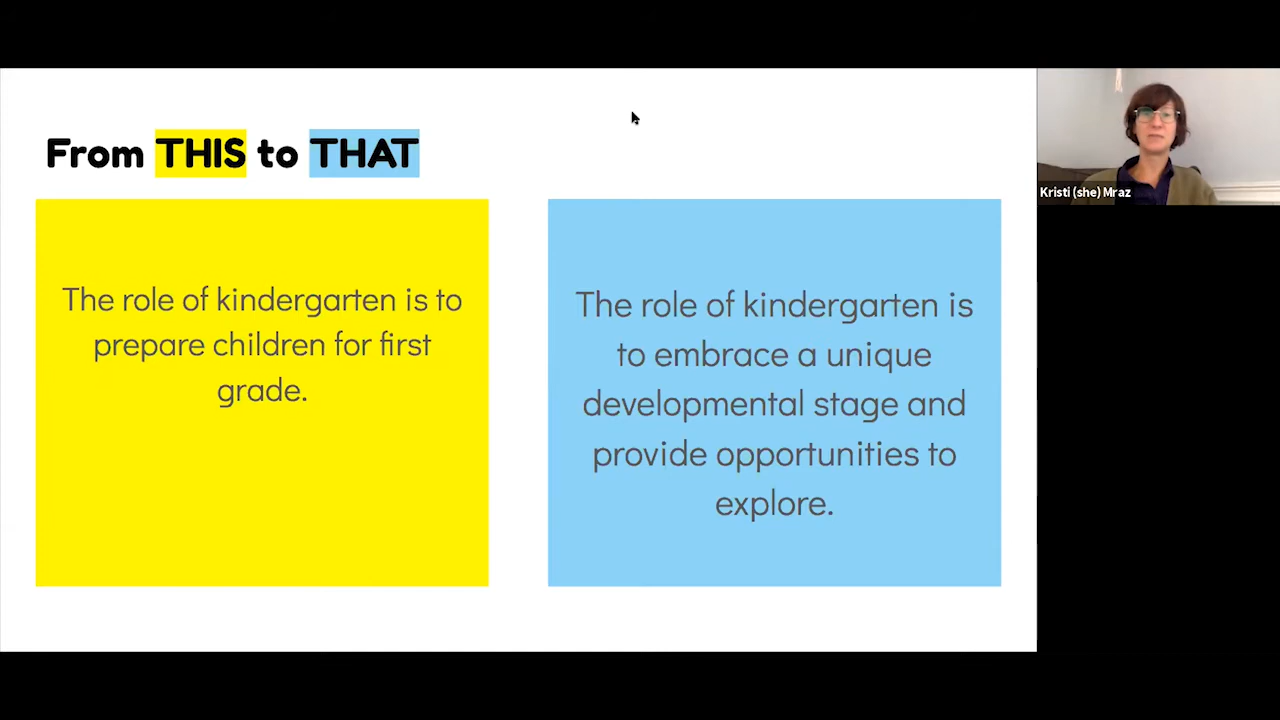 From THIS to THAT
The role of kindergarten is to
prepare children for first
grade.
The role of kindergarten is
to embrace a unique
developmental stage and
provide opportunities to
explore.
Kristi (she) Mraz